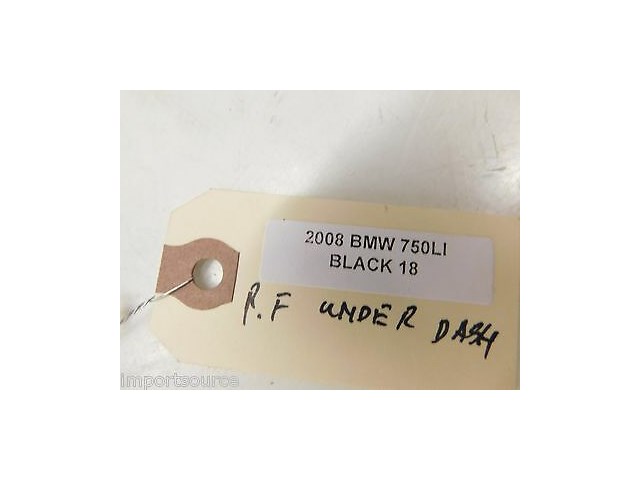 2008 BMW 750LI
BLACK 18
R.F UNDER DASH
importsource